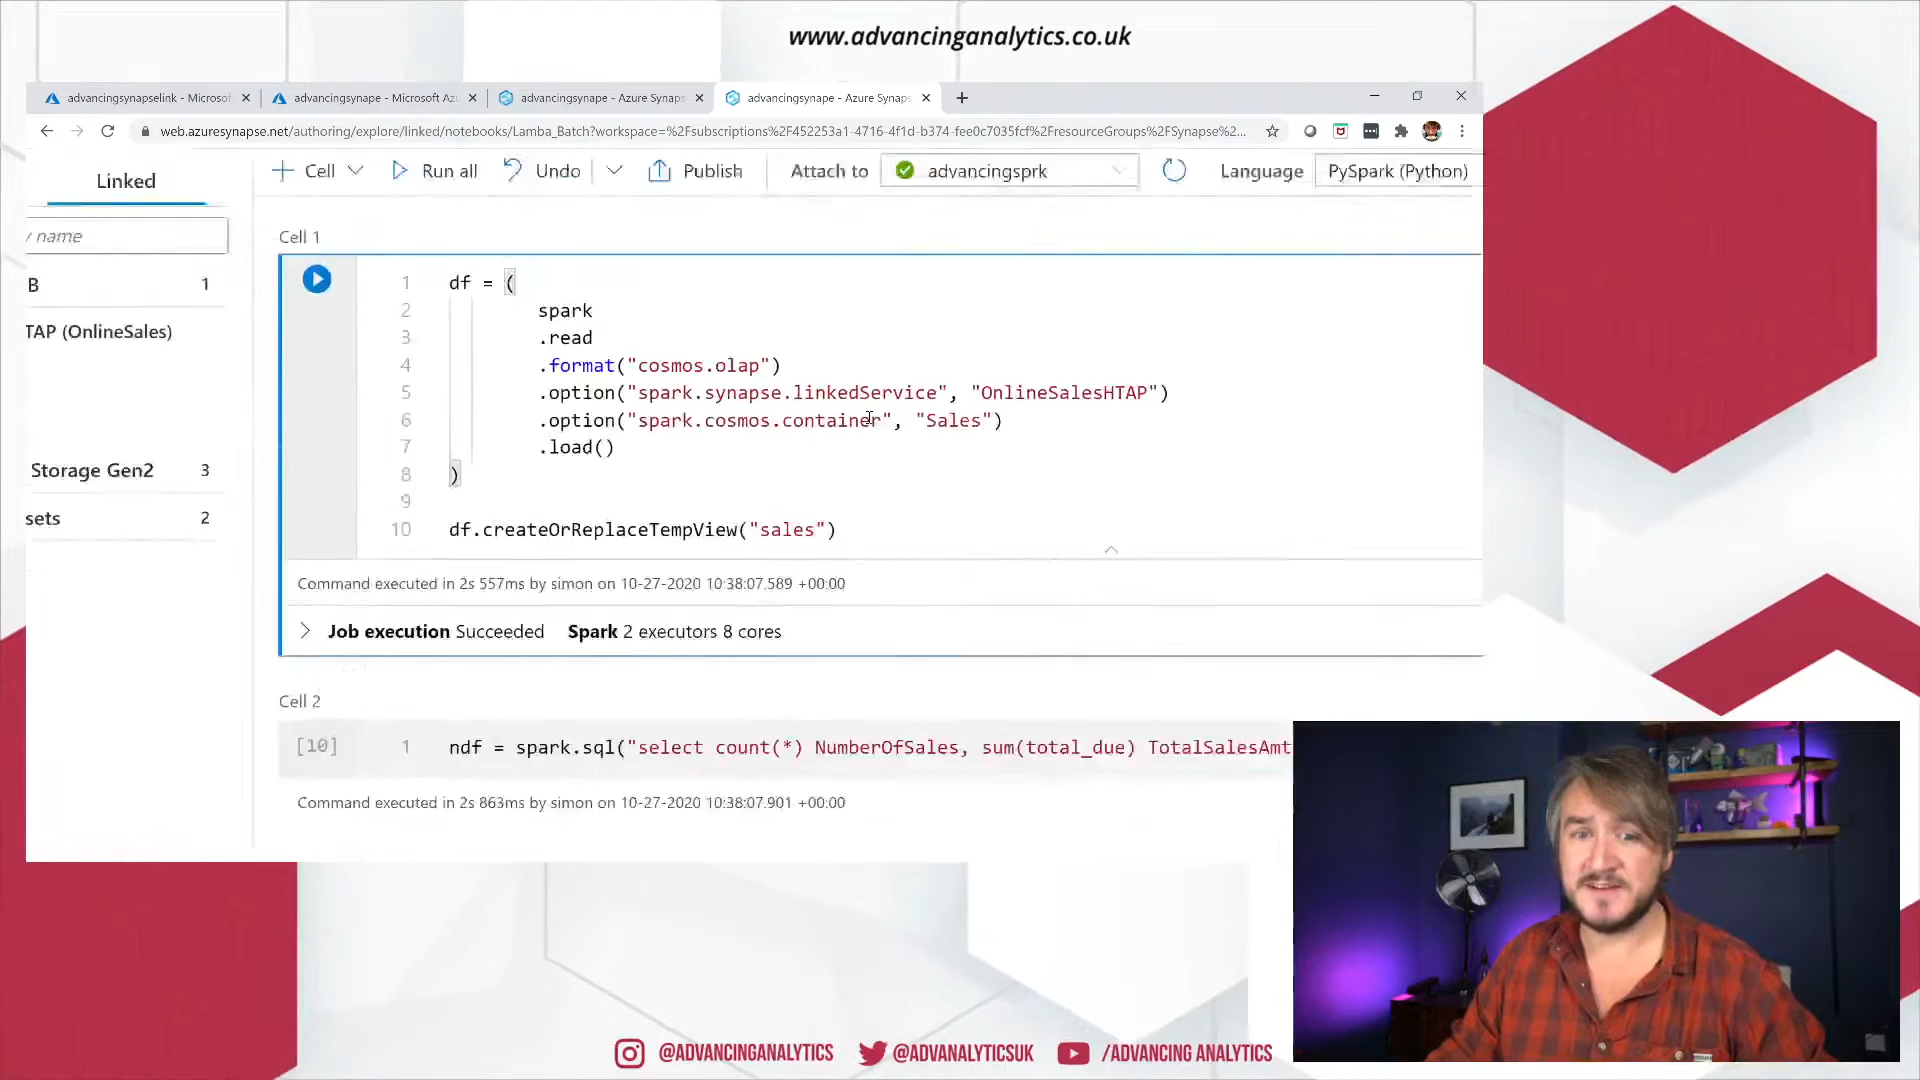 www.advancinganalytics.co.uk
advancingsynapselink - Microsof
advancingsynape - Microsoft Az
advancingsynape - Azure Synaps
advancingsynape - Azure Synaps
web.azuresynapse.net/authoring/explore/linked/notebooks/Lamba_Batch?workspace=%2Fsubscriptions%2F452253a1-4716-4f1d-b374-fee0c7035fcf%2FresourceGroups%2FSynapse%2...
Linked
Cell
Run all
Undo
Publish
Attach to
advancingsprk
Language
PySpark (Python)
y name
B 1
TAP (OnlineSales)
Storage Gen2 3
sets 2
Cell 1
1 df = (
2 spark
3 .read
4 .format("cosmos.olap")
5 .option("spark.synapse.linkedService", "OnlineSalesHTAP")
6 .option("spark.cosmos.container", "Sales")
7 .load()
8 )
9
10 df.createOrReplaceTempView("sales")
Command executed in 2s 557ms by simon on 10-27-2020 10:38:07.589 +00:00
Job execution Succeeded Spark 2 executors 8 cores
Cell 2
[10] 1 ndf = spark.sql("select count(*) NumberOfSales, sum(total_due) TotalSalesAmt
Command executed in 2s 863ms by simon on 10-27-2020 10:38:07.901 +00:00
@ADVANCINGANALYTICS
@ADVANALYTICSUK
/ADVANCING ANALYTICS